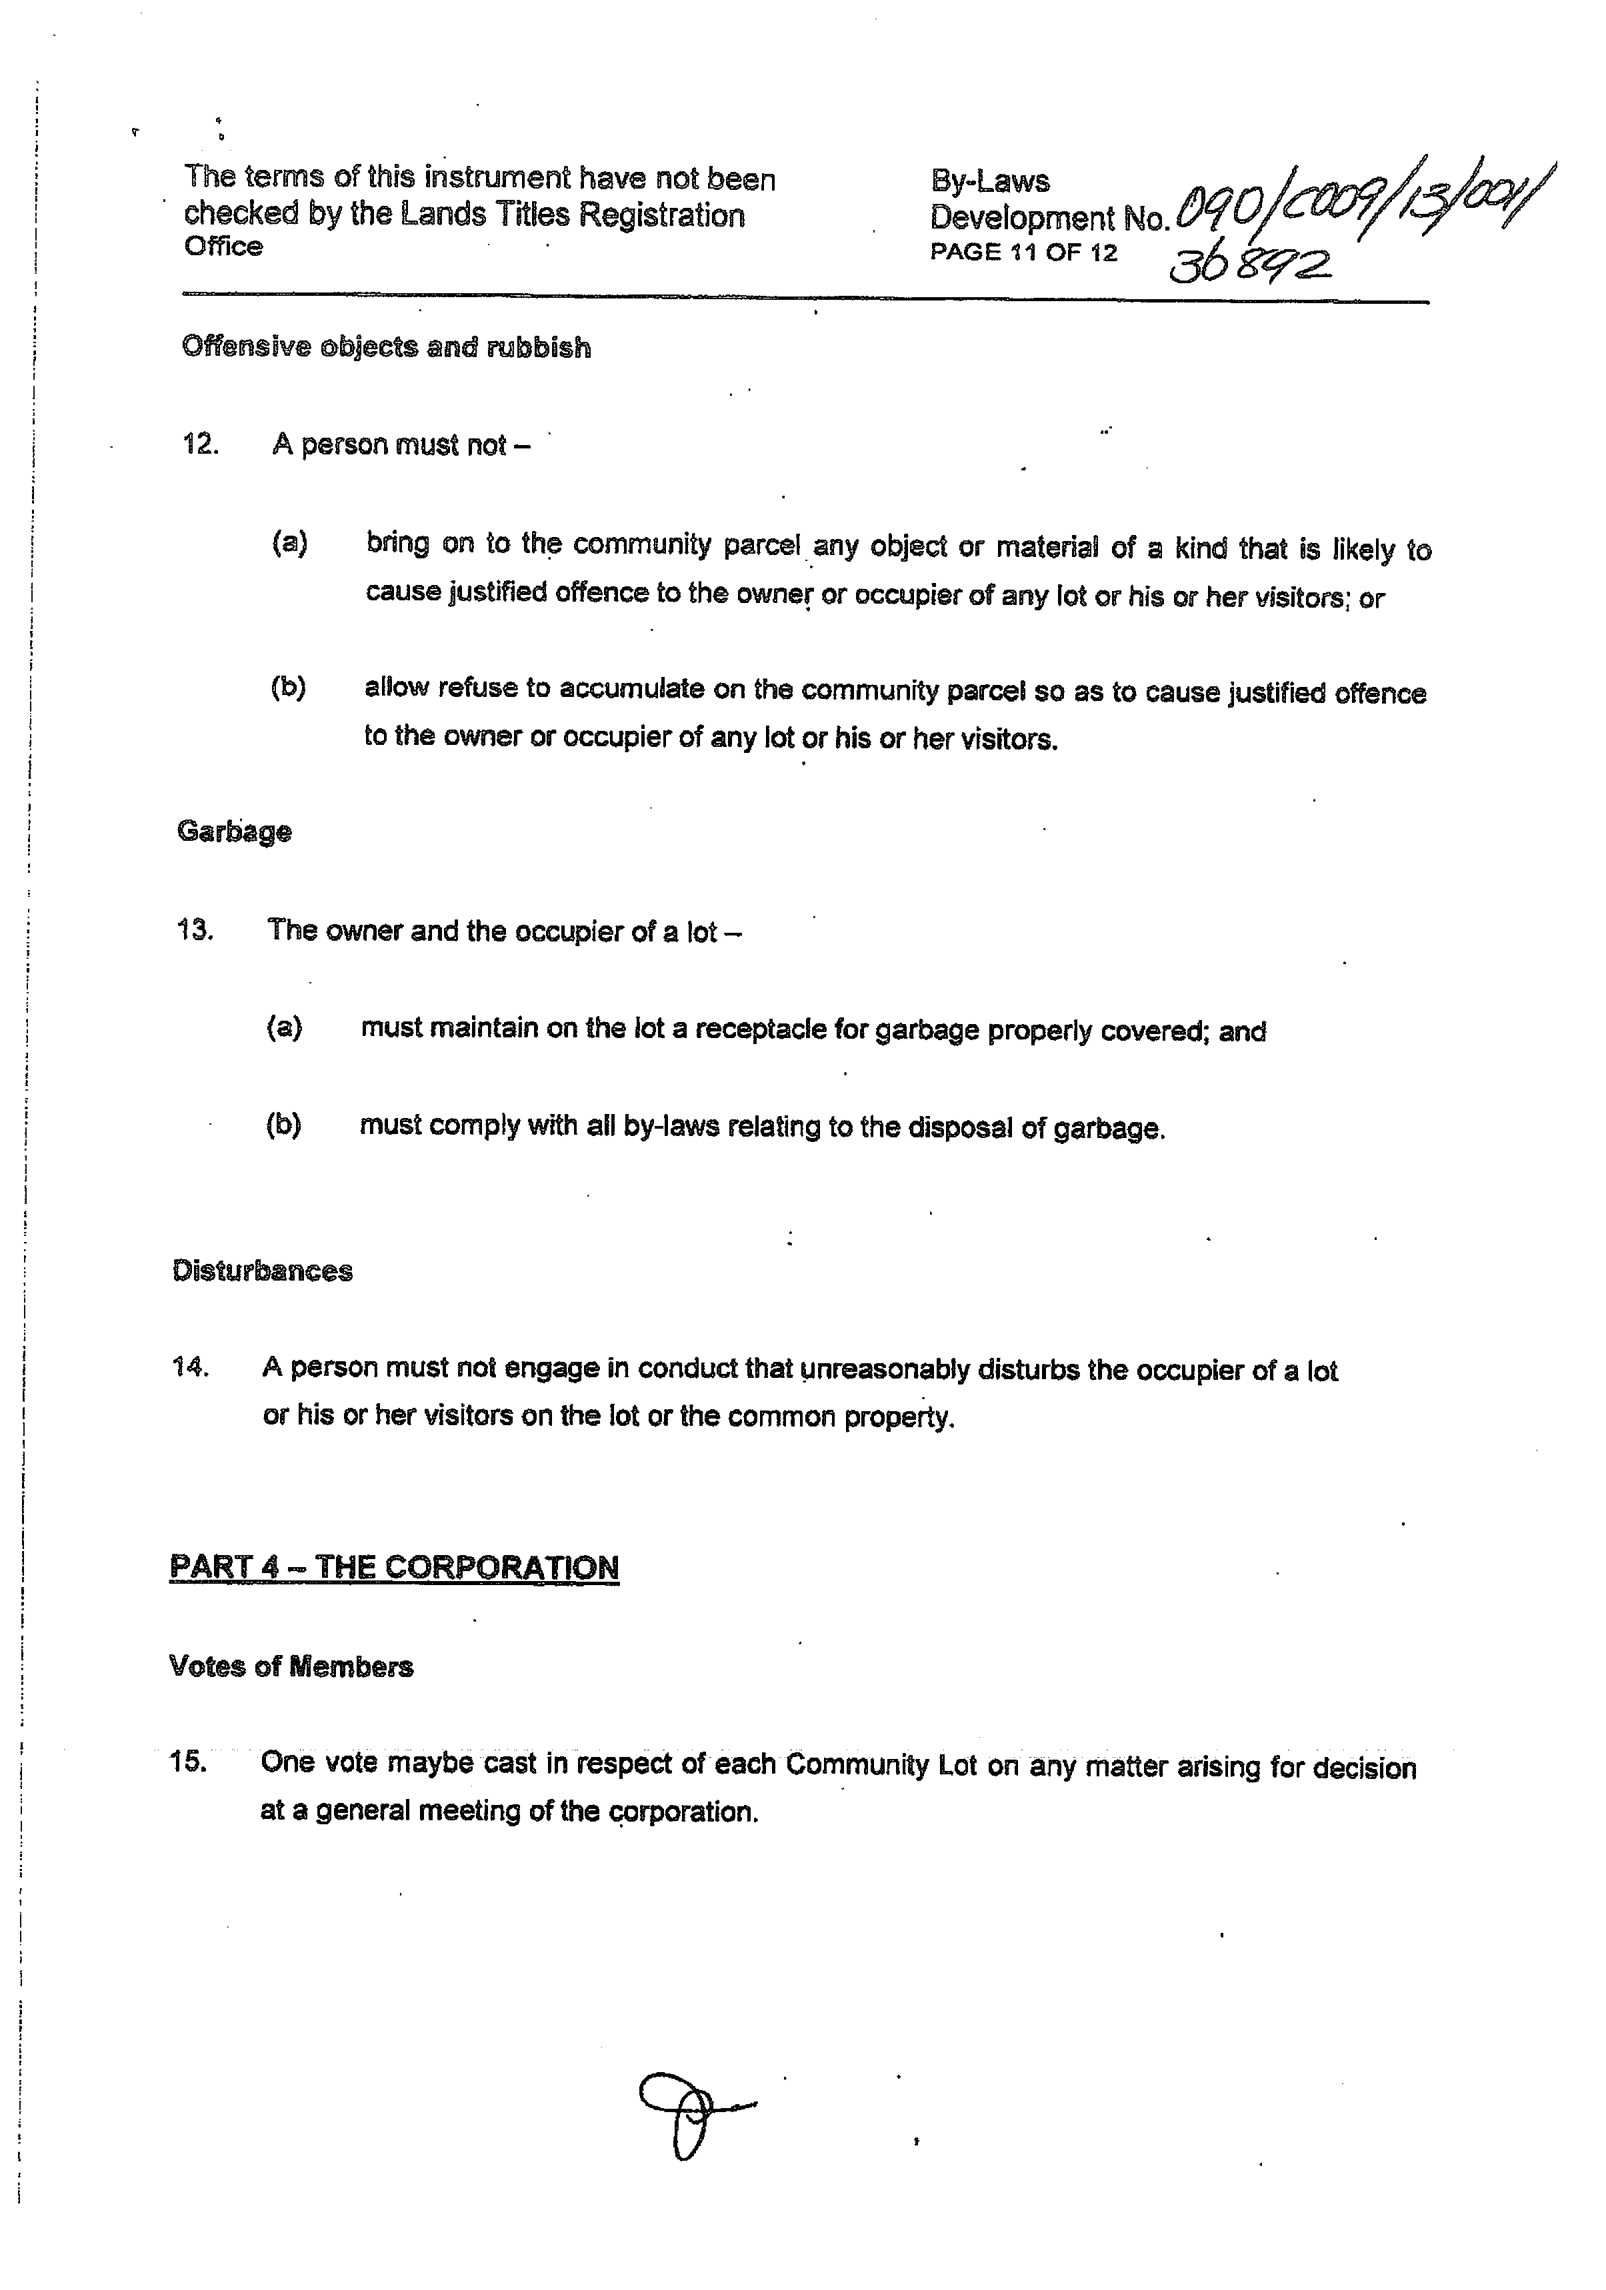 The terms of this instrument have not been
checked by the Lands Titles Registration
Office
By-Laws
Development No. 090/C009/13/001/
PAGE 11 OF 12
36892
Offensive objects and rubbish
12. A person must not –
(a) bring on to the community parcel any object or material of a kind that is likely to
cause justified offence to the owner or occupier of any lot or his or her visitors; or
(b) allow refuse to accumulate on the community parcel so as to cause justified offence
to the owner or occupier of any lot or his or her visitors.
Garbage
13. The owner and the occupier of a lot –
(a) must maintain on the lot a receptacle for garbage properly covered; and
(b) must comply with all by-laws relating to the disposal of garbage.
Disturbances
14. A person must not engage in conduct that unreasonably disturbs the occupier of a lot
or his or her visitors on the lot or the common property.
PART 4 – THE CORPORATION
Votes of Members
15. One vote maybe cast in respect of each Community Lot on any matter arising for decision
at a general meeting of the corporation.